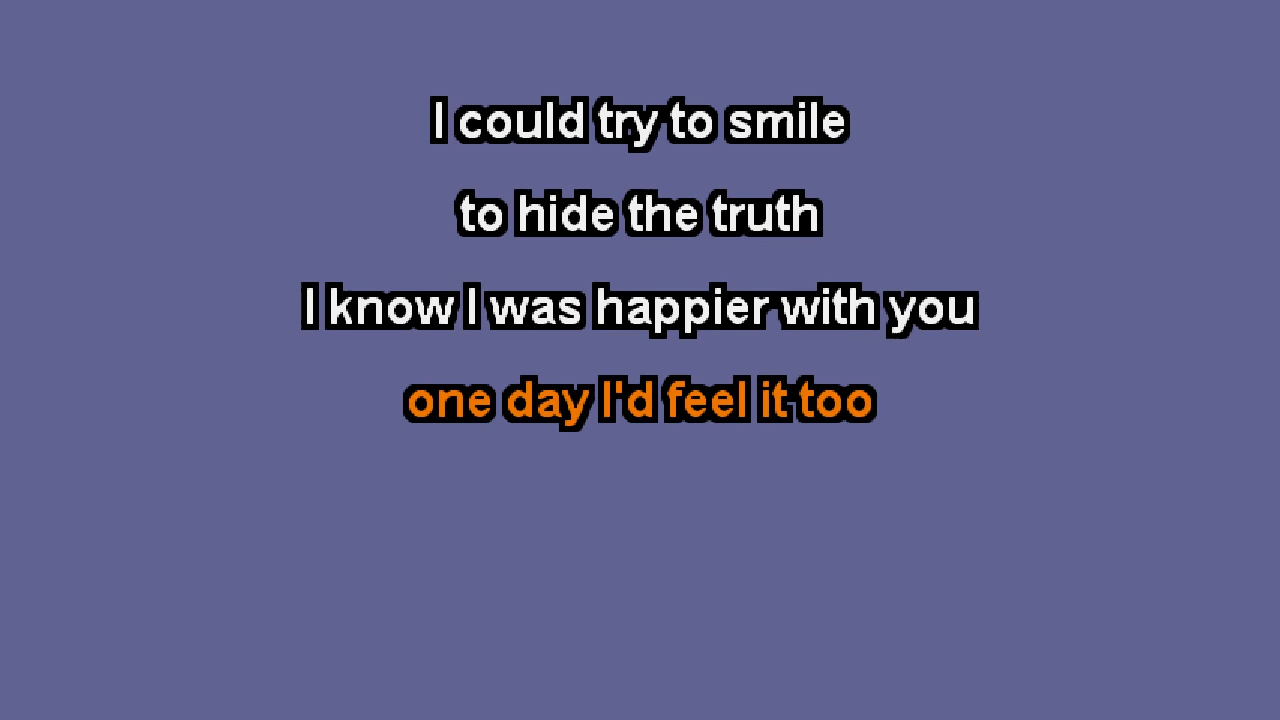 I could try to smile
to hide the truth
I know I was happier with you
one day I'd feel it too